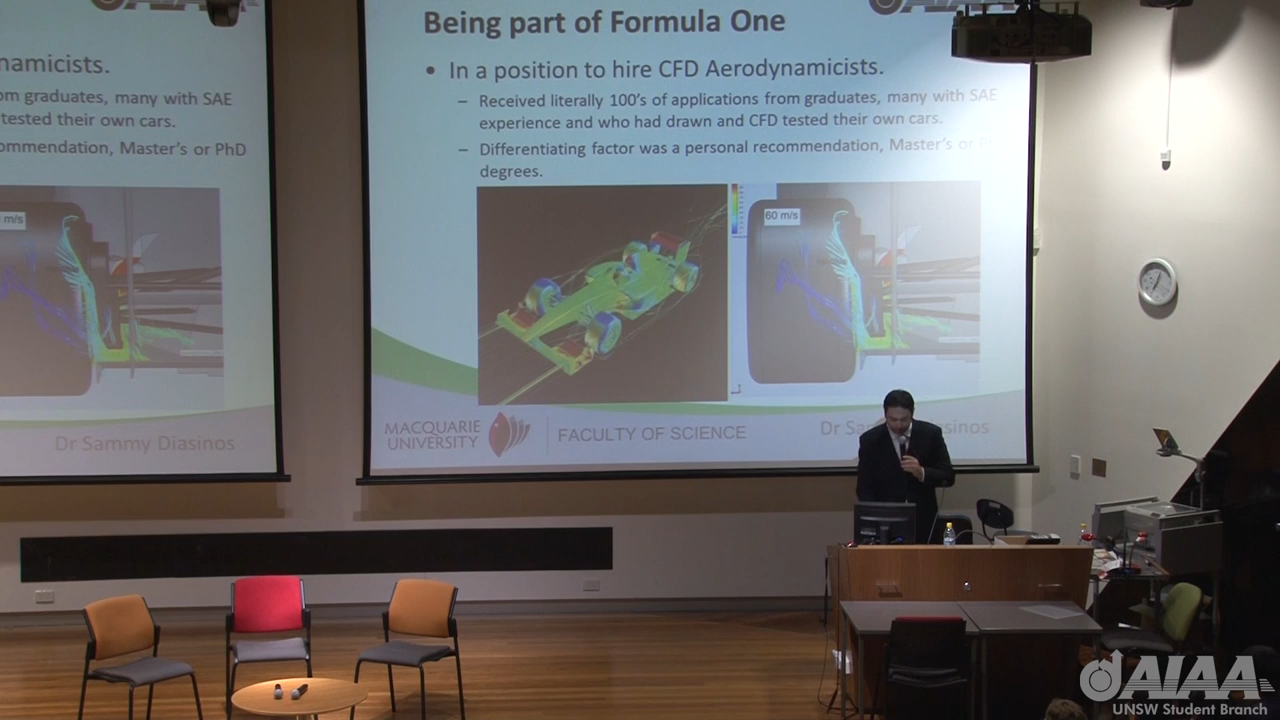 AIAA
Being part of Formula One
• In a position to hire CFD Aerodynamicists.
– Received literally 100's of applications from graduates, many with SAE
experience and who had drawn and CFD tested their own cars.
– Differentiating factor was a personal recommendation, Master's or
degrees.
60 m/s
MACQUARIE
UNIVERSITY
FACULTY OF SCIENCE
namicists.
om graduates, many with SAE
tested their own cars.
ommendation, Master's or PhD
m/s
Dr Sammy Diasinos
AIAA
UNSW Student Branch